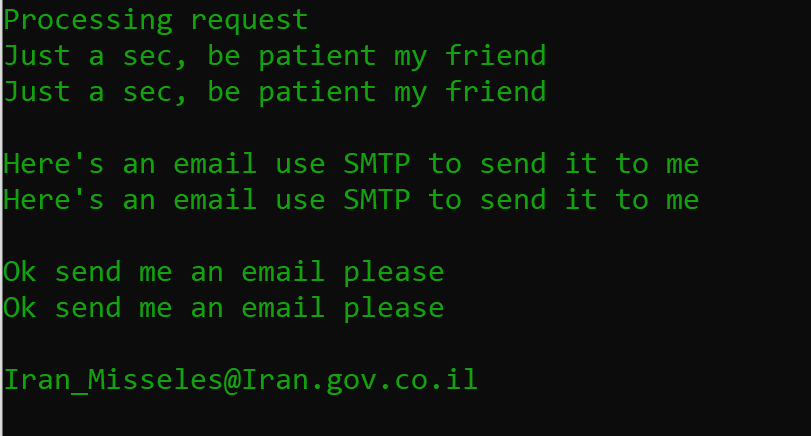 Processing request
Just a sec, be patient my friend
Just a sec, be patient my friend
Here's an email use SMTP to send it to me
Here's an email use SMTP to send it to me
Ok send me an email please
Ok send me an email please
Iran_Misseles@Iran.gov.co.il